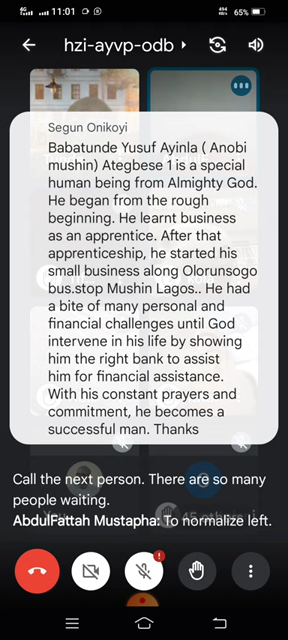 11:01
65%
hzi-ayvp-odb
Segun Onikoyi
Babatunde Yusuf Ayinla ( Anobi
mushin) Ategbese 1 is a special
human being from Almighty God.
He began from the rough
beginning. He learnt business
as an apprentice. After that
apprenticeship, he started his
small business along Olorunsogo
bus.stop Mushin Lagos.. He had
a bite of many personal and
financial challenges until God
intervene in his life by showing
him the right bank to assist
him for financial assistance.
With his constant prayers and
commitment, he becomes a
successful man. Thanks
Call the next person. There are so many
people waiting.
AbdulFattah Mustapha: To normalize left.